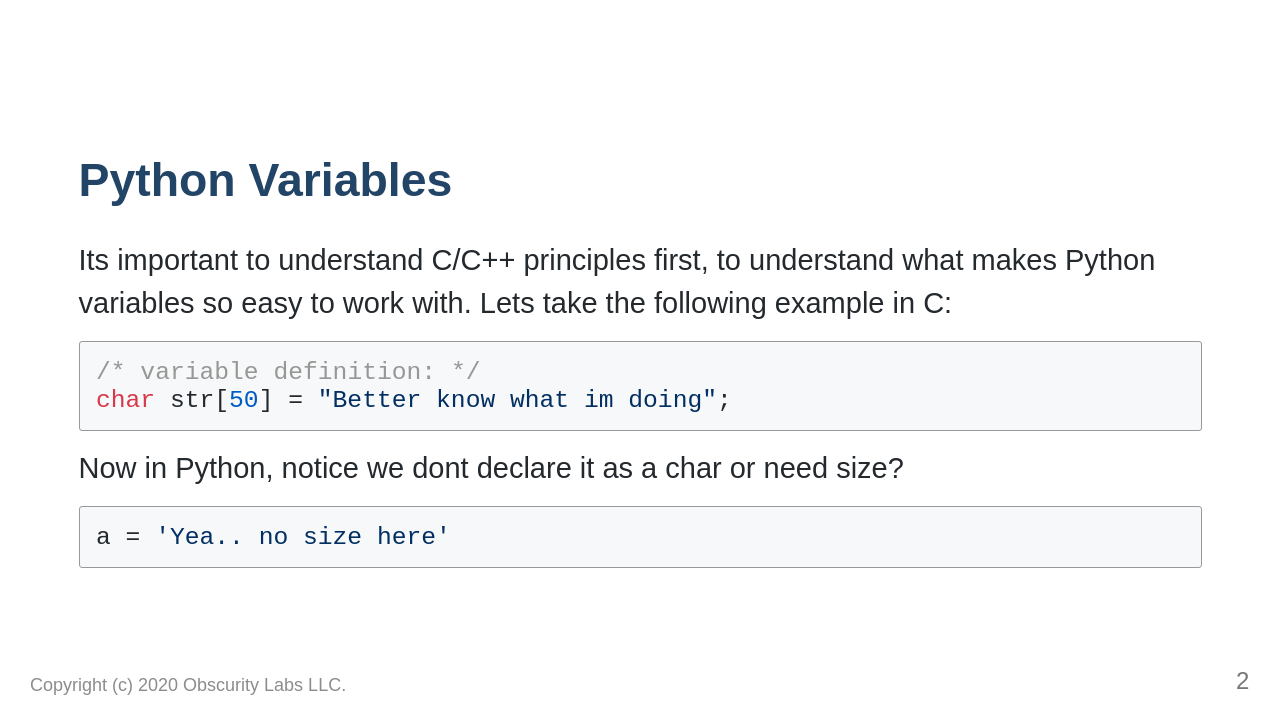 Python Variables
Its important to understand C/C++ principles first, to understand what makes Python
variables so easy to work with. Lets take the following example in C:
/* variable definition: */
char str[50] = "Better know what im doing";
Now in Python, notice we dont declare it as a char or need size?
a = 'Yea.. no size here'
Copyright (c) 2020 Obscurity Labs LLC.
2